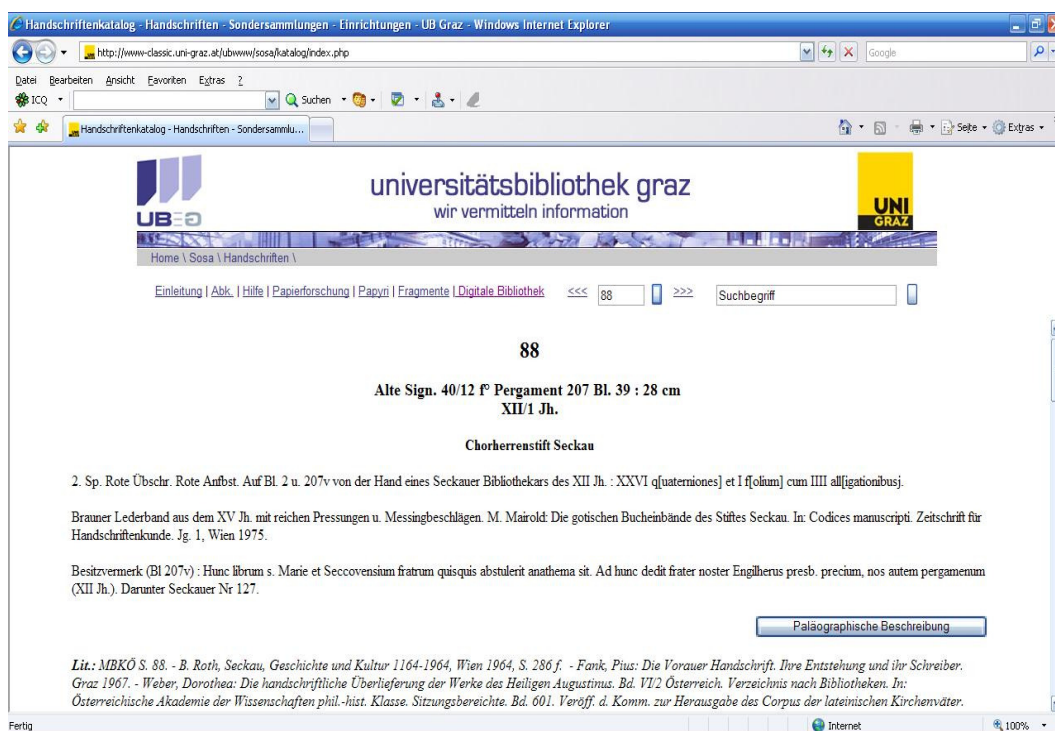 Handschriftenkatalog - Handschriften - Sondersammlungen - Einrichtungen - UB Graz - Windows Internet Explorer
http://www-classic.uni-graz.at/ubwww/sosa/katalog/index.php
Google
Datei Bearbeiten Ansicht Favoriten Extras ?
ICQ Suchen
Handschriftenkatalog - Handschriften - Sondersammlu... Seite Extras
universitätsbibliothek graz
wir vermitteln information
UB
UNI
GRAZ
Home \ Sosa \ Handschriften \
Einleitung | Abk. | Hilfe | Papierforschung | Papyri | Fragmente | Digitale Bibliothek <<< 88 >>> Suchbegriff
88
Alte Sign. 40/12 f° Pergament 207 Bl. 39 : 28 cm
XII/1 Jh.
Chorherrenstift Seckau
2. Sp. Rote Übschr. Rote Anfbst. Auf Bl. 2 u. 207v von der Hand eines Seckauer Bibliothekars des XII Jh. : XXVI q[uaterniones] et I f[olium] cum IIII all[igationibusj.
Brauner Lederband aus dem XV Jh. mit reichen Pressungen u. Messingbeschlägen. M. Mairold: Die gotischen Bucheinbände des Stiftes Seckau. In: Codices manuscripti. Zeitschrift für
Handschriftenkunde. Jg. 1, Wien 1975.
Besitzvermerk (Bl 207v) : Hunc librum s. Marie et Seccovensium fratrum quisquis abstulerit anathema sit. Ad hunc dedit frater noster Engilherus presb. precium, nos autem pergamenum
(XII Jh.). Darunter Seckauer Nr 127.
Paläographische Beschreibung
Lit.: MBKÖ S. 88. - B. Roth, Seckau, Geschichte und Kultur 1164-1964, Wien 1964, S. 286 f. - Fank, Pius: Die Vorauer Handschrift. Ihre Entstehung und ihr Schreiber.
Graz 1967. - Weber, Dorothea: Die handschriftliche Überlieferung der Werke des Heiligen Augustinus. Bd. VI/2 Österreich. Verzeichnis nach Bibliotheken. In:
Österreichische Akademie der Wissenschaften phil.-hist. Klasse. Sitzungsbereichte. Bd. 601. Veröff. d. Komm. zur Herausgabe des Corpus der lateinischen Kirchenväter.
Fertig Internet 100%